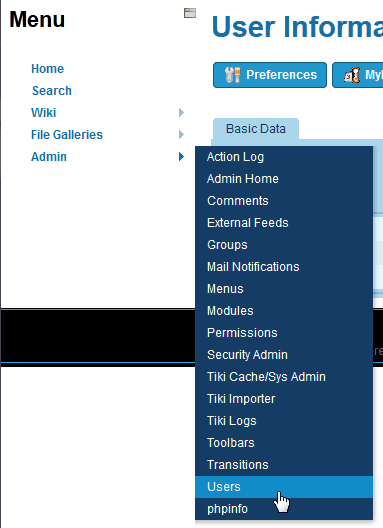 Menu
User Informa
Home
Search
Wiki
File Galleries
Admin
Preferences
My
Basic Data
Action Log
Admin Home
Comments
External Feeds
Groups
Mail Notifications
Menus
Modules
Permissions
Security Admin
Tiki Cache/Sys Admin
Tiki Importer
Tiki Logs
Toolbars
Transitions
Users
phpinfo
re